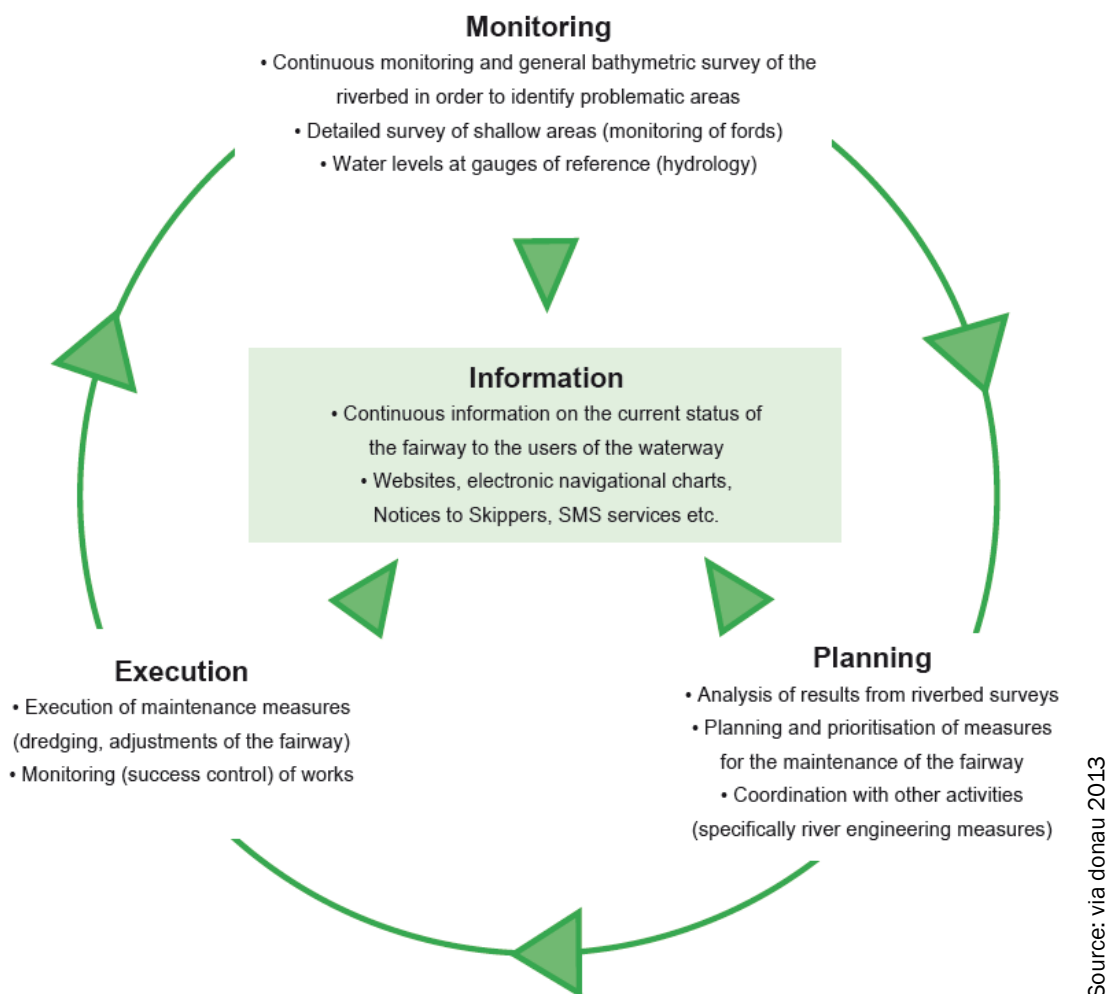 Monitoring
• Continuous monitoring and general bathymetric survey of the
riverbed in order to identify problematic areas
• Detailed survey of shallow areas (monitoring of fords)
• Water levels at gauges of reference (hydrology)
Information
• Continuous information on the current status of
the fairway to the users of the waterway
• Websites, electronic navigational charts,
Notices to Skippers, SMS services etc.
Execution
• Execution of maintenance measures
(dredging, adjustments of the fairway)
• Monitoring (success control) of works
Planning
• Analysis of results from riverbed surveys
• Planning and prioritisation of measures
for the maintenance of the fairway
• Coordination with other activities
(specifically river engineering measures)
Source: via donau 2013